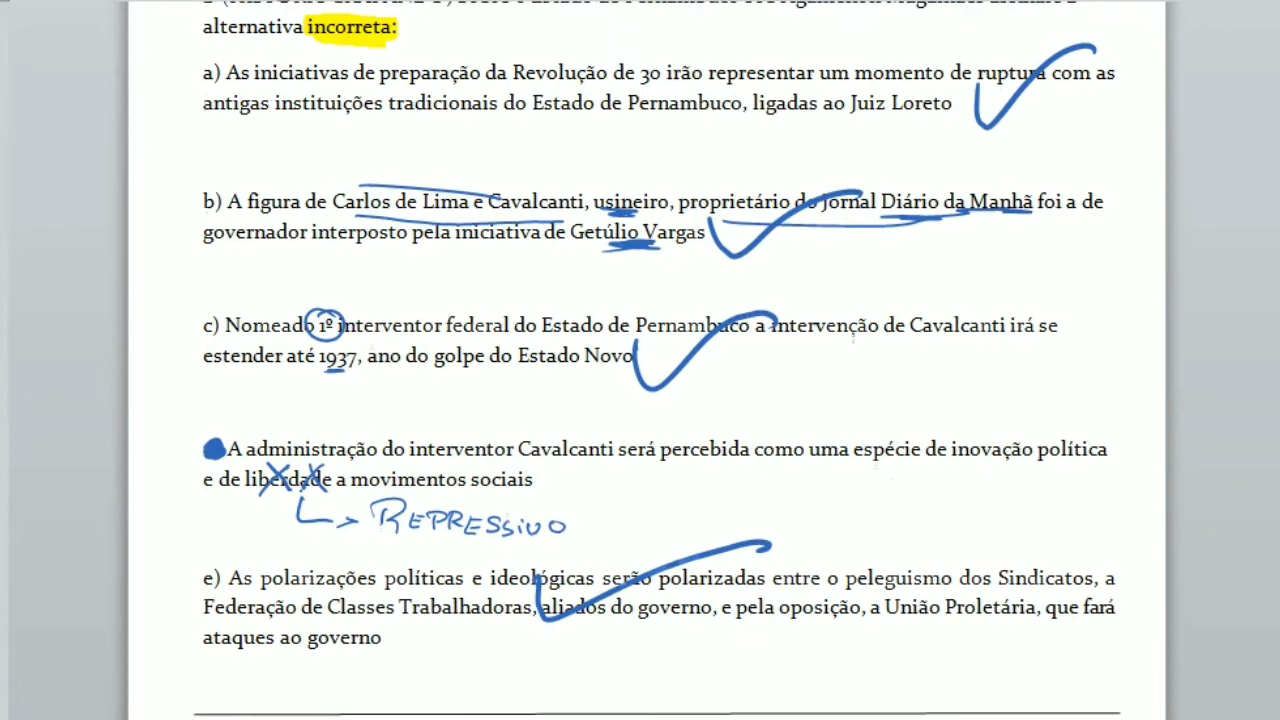 alternativa incorreta:
a) As iniciativas de preparação da Revolução de 30 irão representar um momento de ruptura com as
antigas instituições tradicionais do Estado de Pernambuco, ligadas ao Juiz Loreto
b) A figura de Carlos de Lima e Cavalcanti, usineiro, proprietário do Jornal Diário da Manhã foi a de
governador interposto pela iniciativa de Getúlio Vargas
c) Nomeado 1º interventor federal do Estado de Pernambuco a intervenção de Cavalcanti irá se
estender até 1937, ano do golpe do Estado Novo
A administração do interventor Cavalcanti será percebida como uma espécie de inovação política
e de liberdade a movimentos sociais
REPRESSIVO
e) As polarizações políticas e ideológicas serão polarizadas entre o peleguismo dos Sindicatos, a
Federação de Classes Trabalhadoras, aliados do governo, e pela oposição, a União Proletária, que fará
ataques ao governo